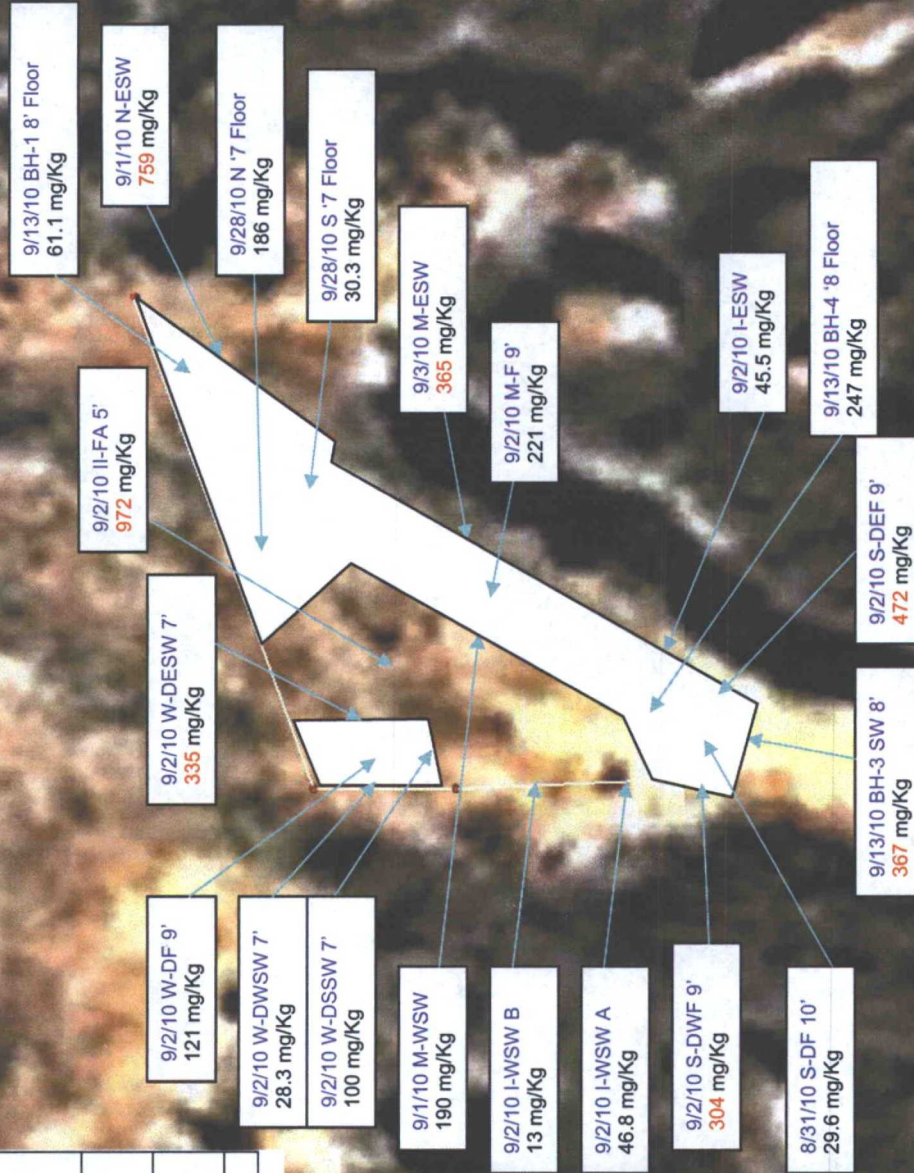 9/13/10 BH-1 8' Floor
61.1 mg/Kg
9/1/10 N-ESW
759 mg/Kg
9/28/10 N '7 Floor
186 mg/Kg
9/28/10 S '7 Floor
30.3 mg/Kg
9/2/10 II-FA 5'
972 mg/Kg
9/3/10 M-ESW
365 mg/Kg
9/2/10 M-F 9'
221 mg/Kg
9/2/10 I-ESW
45.5 mg/Kg
9/13/10 BH-4 '8 Floor
247 mg/Kg
9/2/10 S-DEF 9'
472 mg/Kg
9/13/10 BH-3 SW 8'
367 mg/Kg
9/2/10 W-DESW 7'
335 mg/Kg
9/2/10 W-DF 9'
121 mg/Kg
9/2/10 W-DWSW 7'
28.3 mg/Kg
9/2/10 W-DSSW 7'
100 mg/Kg
9/1/10 M-WSW
190 mg/Kg
9/2/10 I-WSW B
13 mg/Kg
9/2/10 I-WSW A
46.8 mg/Kg
9/2/10 S-DWF 9'
304 mg/Kg
8/31/10 S-DF 10'
29.6 mg/Kg